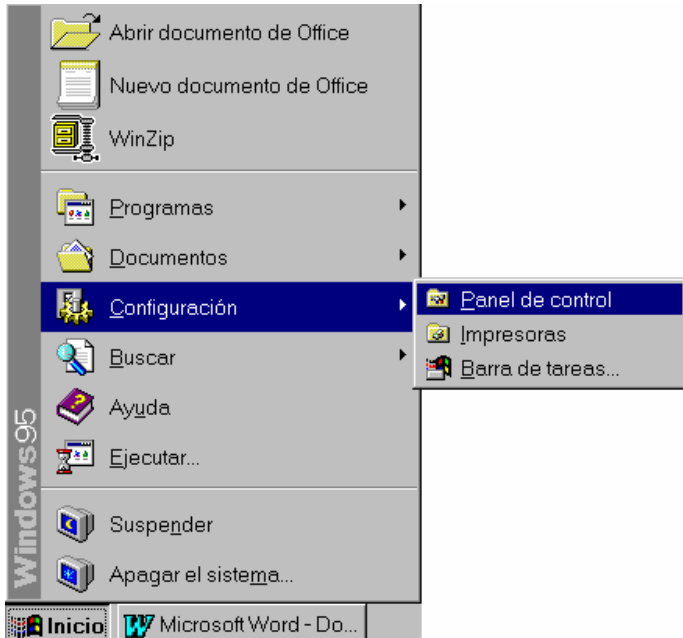 Abrir documento de Office
Nuevo documento de Office
WinZip
Programas
Documentos
Configuración
Panel de control
Impresoras
Barra de tareas...
Buscar
Ayuda
Ejecutar...
Suspender
Apagar el sistema...
Windows95
Inicio
Microsoft Word - Do...